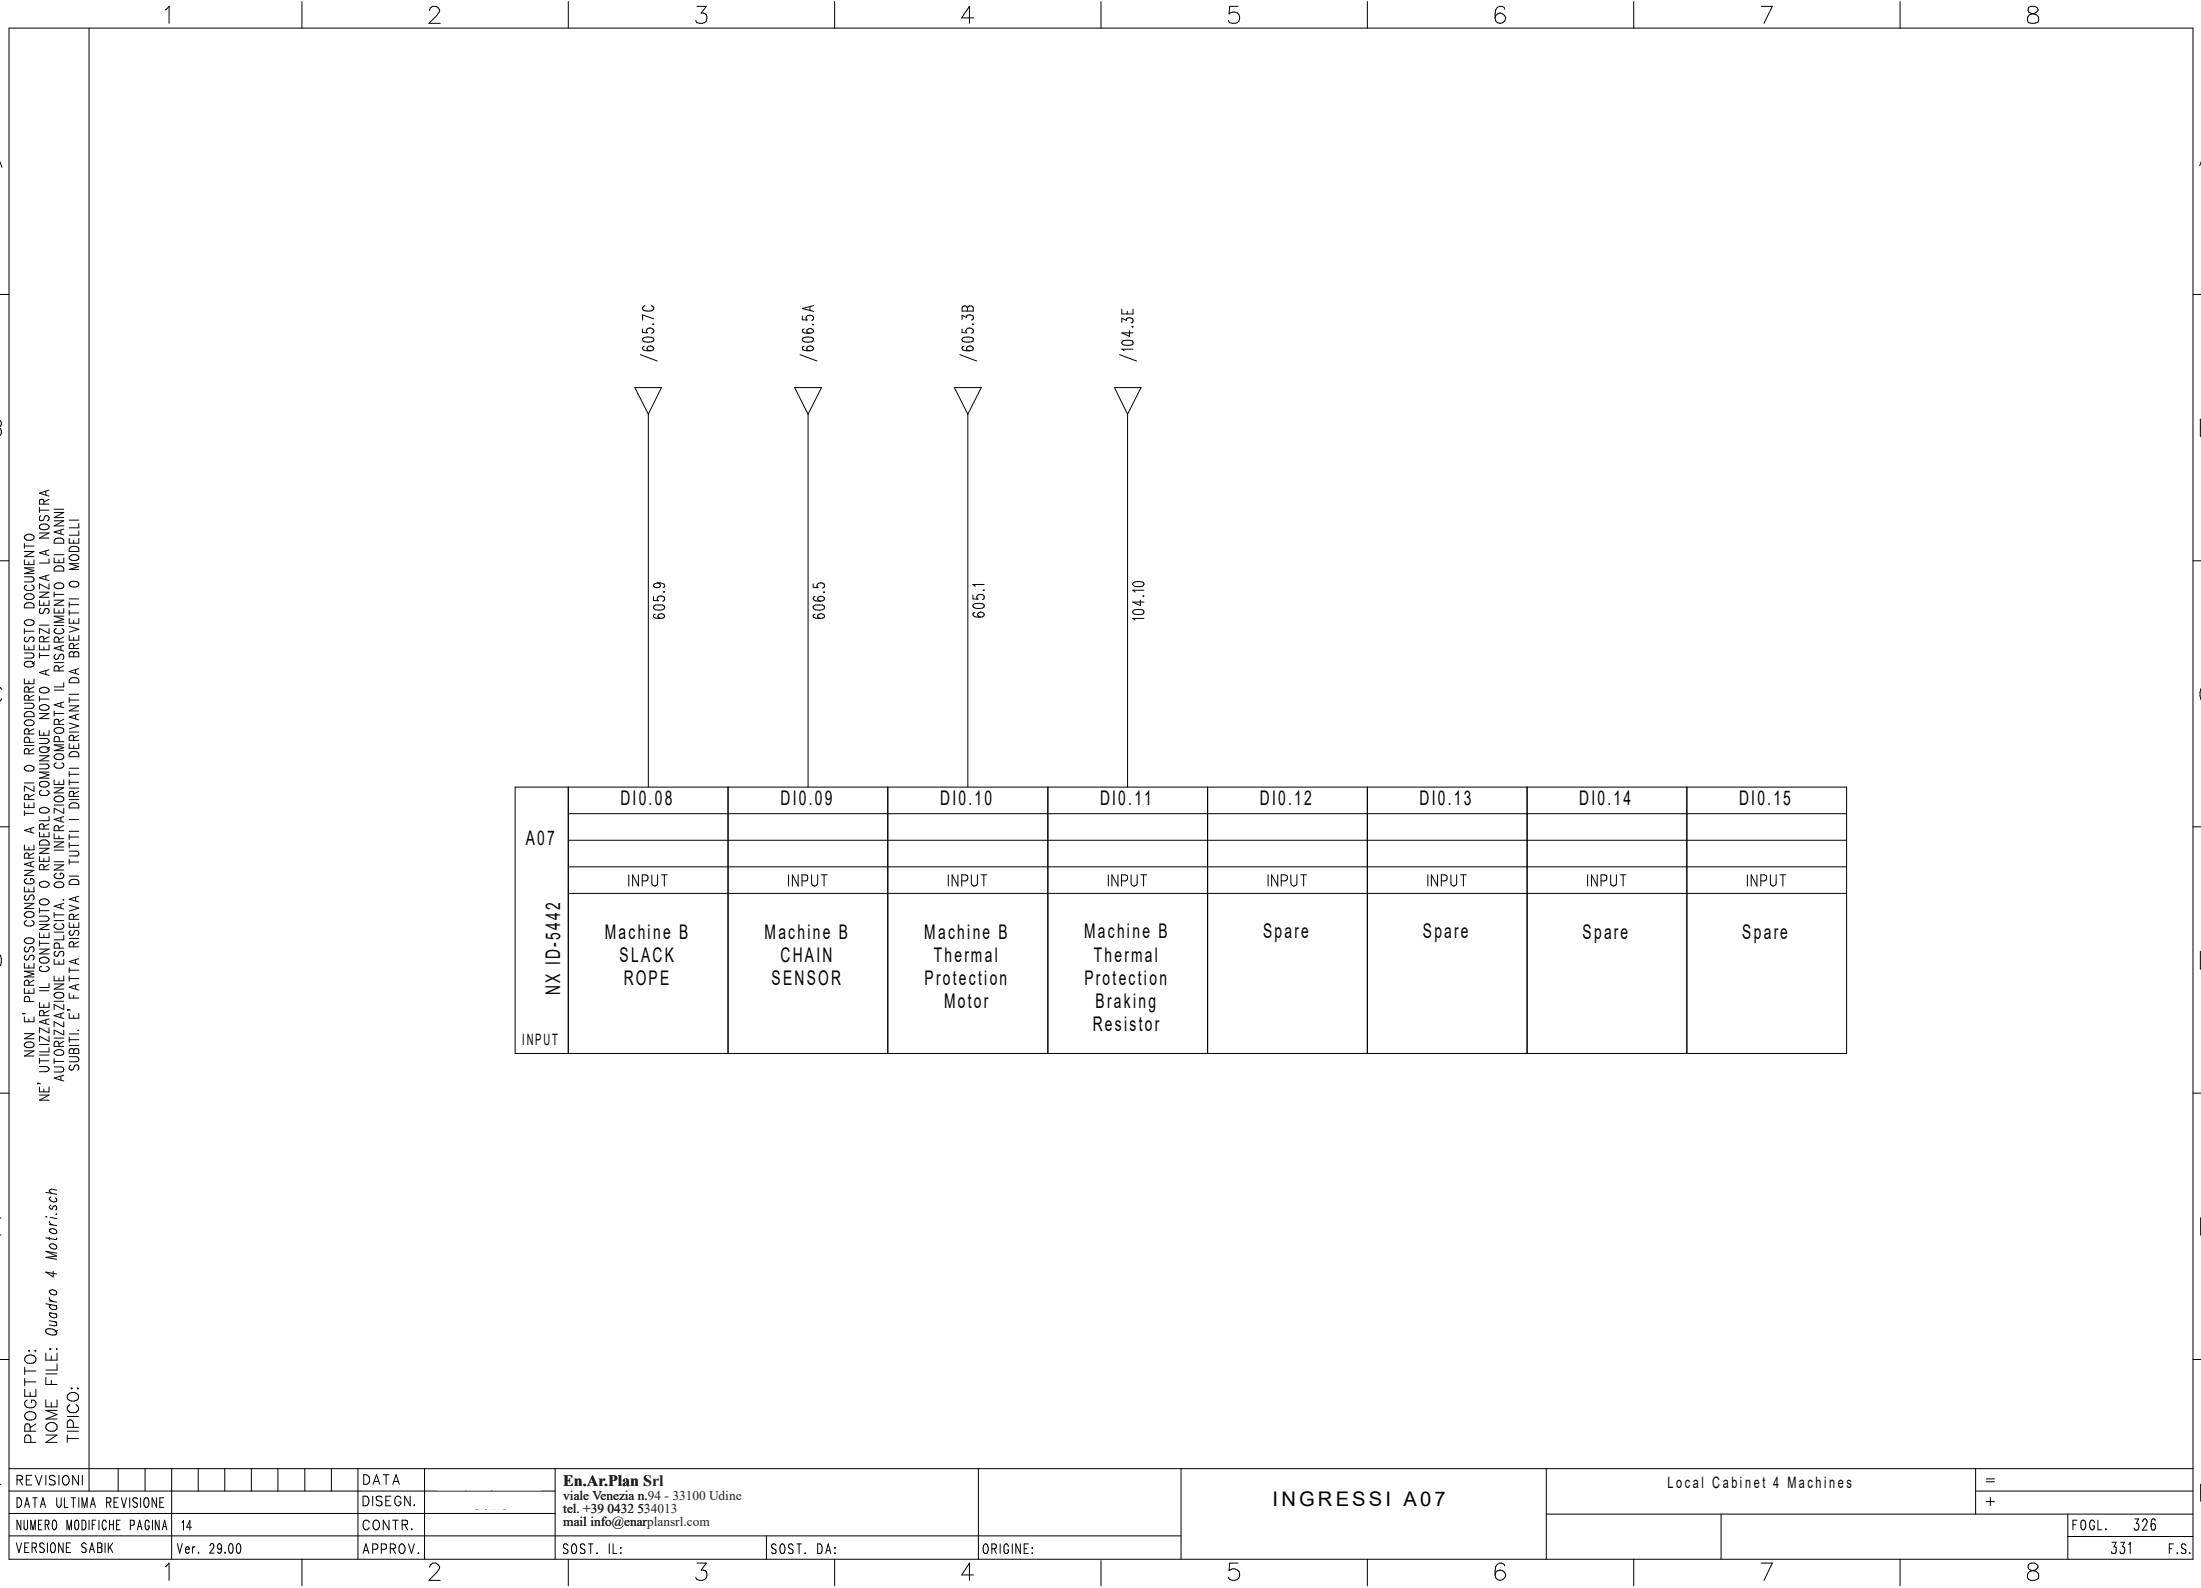 1 2 3 4 5 6 7 8
/605.7C /606.5A /605.3B /104.3E
605.9 606.5 605.1 104.10
A07
NX ID-5442
INPUT
DI0.08 DI0.09 DI0.10 DI0.11 DI0.12 DI0.13 DI0.14 DI0.15
INPUT INPUT INPUT INPUT INPUT INPUT INPUT INPUT
Machine B
SLACK
ROPE
Machine B
CHAIN
SENSOR
Machine B
Thermal
Protection
Motor
Machine B
Thermal
Protection
Braking
Resistor
Spare
Spare
Spare
Spare
NON E' PERMESSO CONSEGNARE A TERZI O RIPRODURRE QUESTO DOCUMENTO
NE' UTILIZZARE IL CONTENUTO O RENDERLO COMUNQUE NOTO A TERZI SENZA LA NOSTRA
AUTORIZZAZIONE ESPLICITA. OGNI INFRAZIONE COMPORTA IL RISARCIMENTO DEI DANNI
SUBITI. E' FATTA RISERVA DI TUTTI I DIRITTI DERIVANTI DA BREVETTI O MODELLI
PROGETTO:
NOME FILE: Quadro 4 Motori.sch
TIPICO:
REVISIONI
DATA ULTIMA REVISIONE
NUMERO MODIFICHE PAGINA 14
VERSIONE SABIK Ver. 29.00
DATA
DISEGN.
CONTR.
APPROV.
En.Ar.Plan Srl
viale Venezia n.94 - 33100 Udine
tel. +39 0432 534013
mail info@enarplansrl.com
SOST. IL: SOST. DA: ORIGINE:
INGRESSI A07
Local Cabinet 4 Machines
=
+
FOGL. 326
331 F.S.
1 2 3 4 5 6 7 8